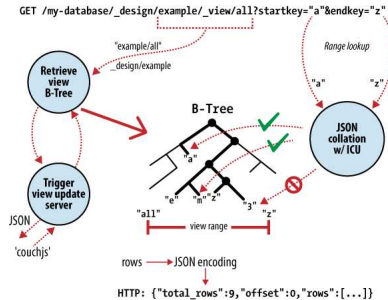 GET /my-database/_design/example/_view/all?startkey="a"&endkey="z"
"example/all"
_design/example
Range lookup
Retrieve
view
B-Tree
"a"
"z"
B-Tree
JSON
collation
w/ ICU
"a"
Trigger
view update
server
"e"
"m"
"z"
"3"
JSON
'couchjs'
"all"
"z"
view range
rows
JSON encoding
HTTP: {"total_rows":9,"offset":0,"rows":[...]}